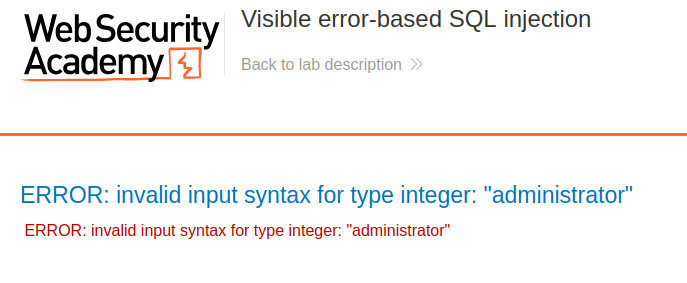 Web Security
Academy
Visible error-based SQL injection
Back to lab description
ERROR: invalid input syntax for type integer: "administrator"
ERROR: invalid input syntax for type integer: "administrator"